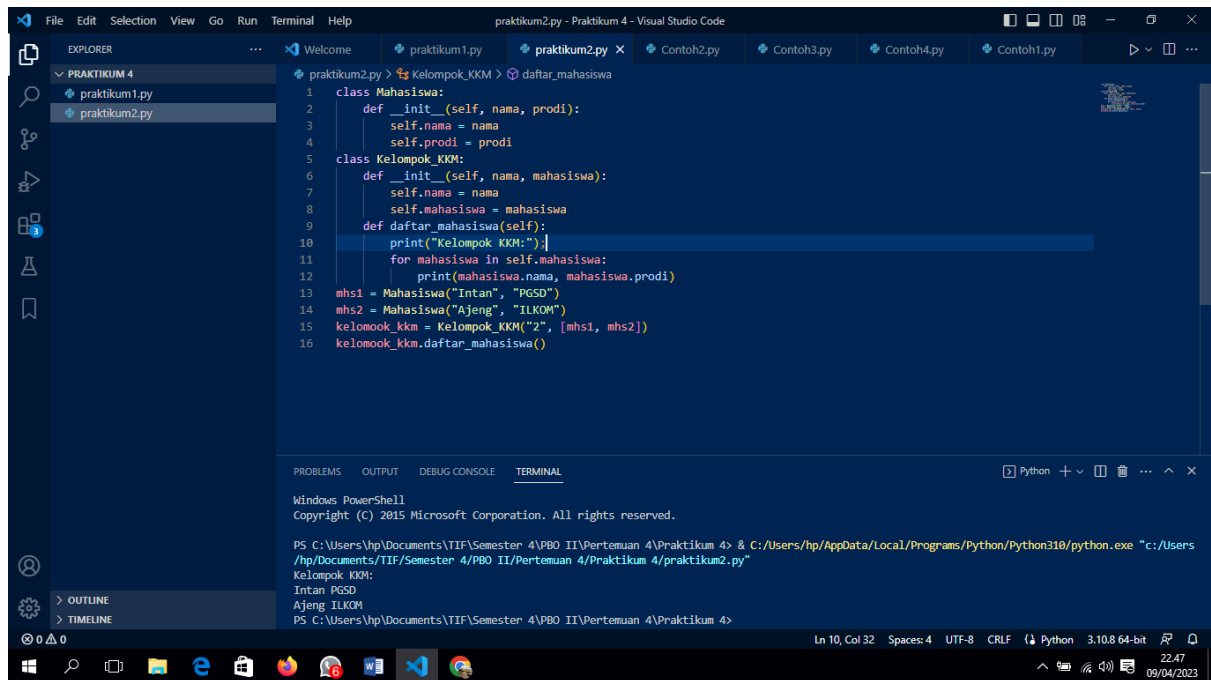 File Edit Selection View Go Run Terminal Help praktikum2.py - Praktikum 4 - Visual Studio Code
EXPLORER ...
Welcome praktikum1.py praktikum2.py Contoh2.py Contoh3.py Contoh4.py Contoh1.py
PRAKTIKUM 4
praktikum1.py
praktikum2.py
praktikum2.py > Kelompok_KKM > daftar_mahasiswa
1 class Mahasiswa:
2     def __init__(self, nama, prodi):
3         self.nama = nama
4         self.prodi = prodi
5 class Kelompok_KKM:
6     def __init__(self, nama, mahasiswa):
7         self.nama = nama
8         self.mahasiswa = mahasiswa
9     def daftar_mahasiswa(self):
10         print("Kelompok KKM:");
11         for mahasiswa in self.mahasiswa:
12             print(mahasiswa.nama, mahasiswa.prodi)
13 mhs1 = Mahasiswa("Intan", "PGSD")
14 mhs2 = Mahasiswa("Ajeng", "ILKOM")
15 kelomook_kkm = Kelompok_KKM("2", [mhs1, mhs2])
16 kelomook_kkm.daftar_mahasiswa()
3
PROBLEMS OUTPUT DEBUG CONSOLE TERMINAL Python
Windows PowerShell
Copyright (C) 2015 Microsoft Corporation. All rights reserved.
PS C:\Users\hp\Documents\TIF\Semester 4\PBO II\Pertemuan 4\Praktikum 4> & C:/Users/hp/AppData/Local/Programs/Python/Python310/python.exe "c:/Users
/hp/Documents/TIF/Semester 4/PBO II/Pertemuan 4/Praktikum 4/praktikum2.py"
Kelompok KKM:
Intan PGSD
Ajeng ILKOM
PS C:\Users\hp\Documents\TIF\Semester 4\PBO II\Pertemuan 4\Praktikum 4>
OUTLINE
TIMELINE
0 0 Ln 10, Col 32 Spaces: 4 UTF-8 CRLF Python 3.10.8 64-bit
6
22.47
09/04/2023